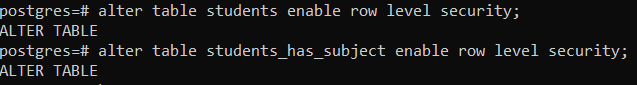 postgres=# alter table students enable row level security;
ALTER TABLE
postgres=# alter table students_has_subject enable row level security;
ALTER TABLE